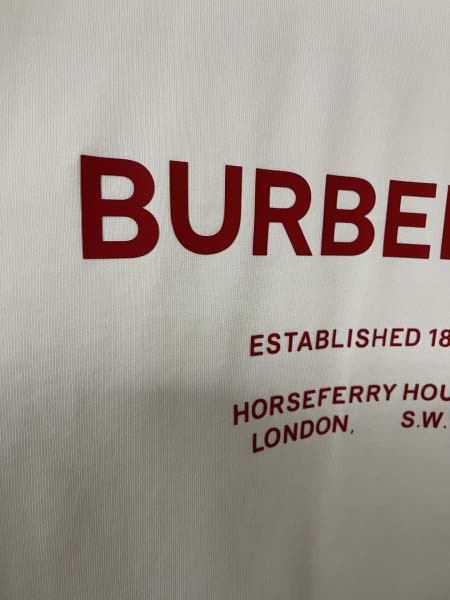 BURBE
ESTABLISHED 18
HORSEFERRY HOU
LONDON, S.W.